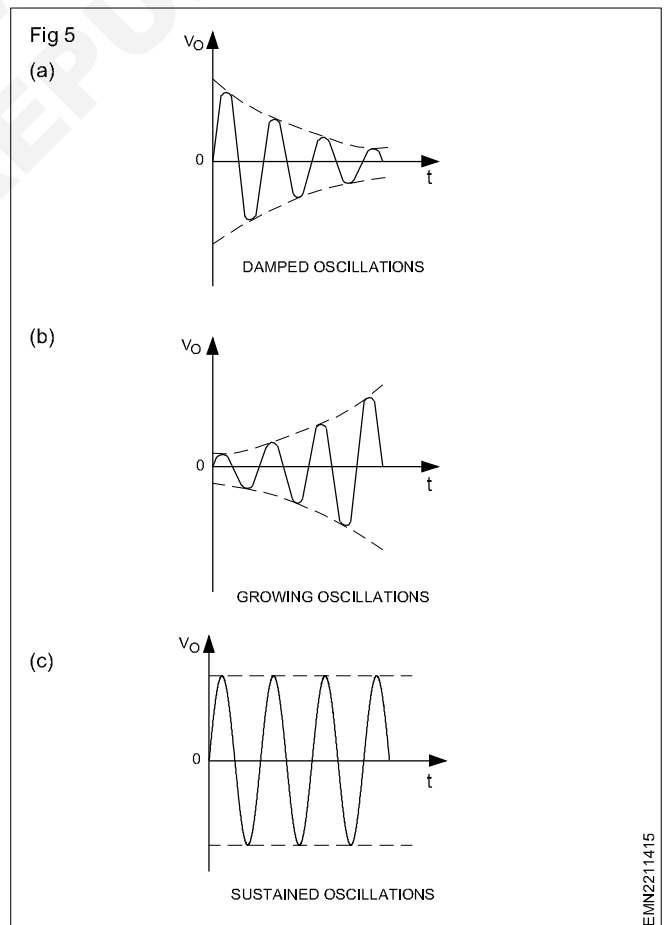 Fig 5
(a)
VO
0
t
DAMPED OSCILLATIONS
(b)
VO
0
t
GROWING OSCILLATIONS
(c)
VO
0
t
SUSTAINED OSCILLATIONS
EMN2211415